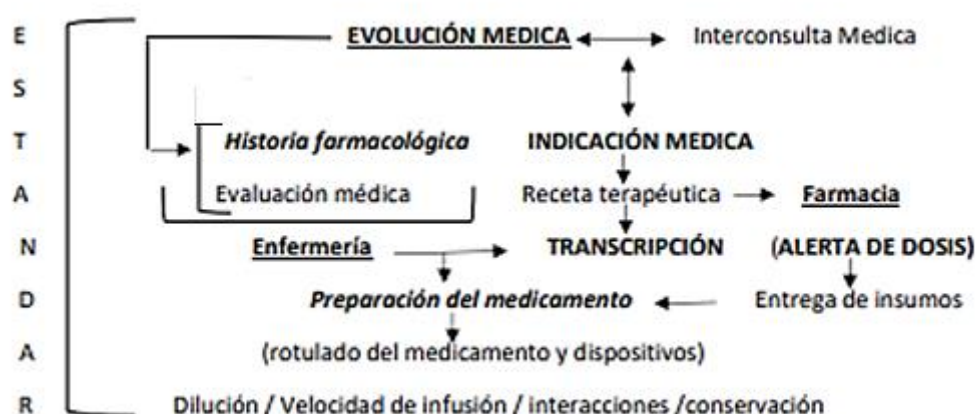 E EVOLUCIÓN MEDICA Interconsulta Medica
S
T Historia farmacológica INDICACIÓN MEDICA
A Evaluación médica Receta terapéutica Farmacia
N Enfermería TRANSCRIPCIÓN (ALERTA DE DOSIS)
D Preparación del medicamento Entrega de insumos
A (rotulado del medicamento y dispositivos)
R Dilución / Velocidad de infusión / interacciones /conservación